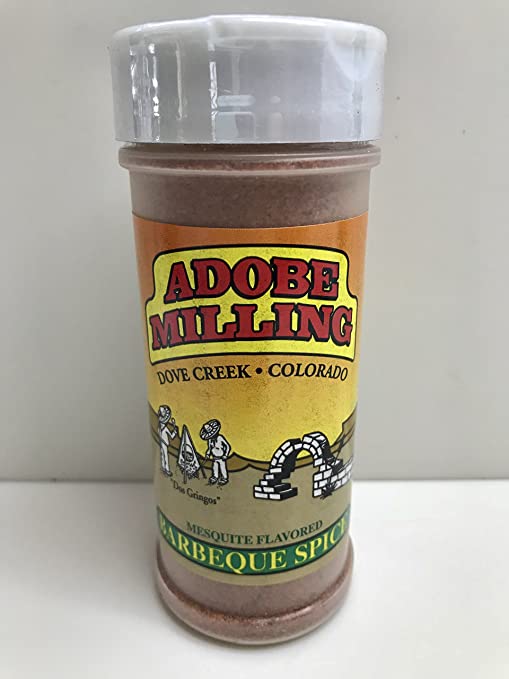 ADOBE
MILLING
DOVE CREEK • COLORADO
"Dos Gringos"
MESQUITE FLAVORED
BARBEQUE SPICE